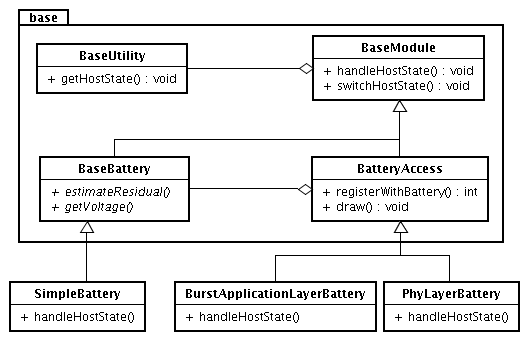 base
BaseUtility
+ getHostState() : void
BaseModule
+ handleHostState() : void
+ switchHostState() : void
BaseBattery
+ estimateResidual()
+ getVoltage()
BatteryAccess
+ registerWithBattery() : int
+ draw() : void
SimpleBattery
+ handleHostState()
BurstApplicationLayerBattery
+ handleHostState()
PhyLayerBattery
+ handleHostState()